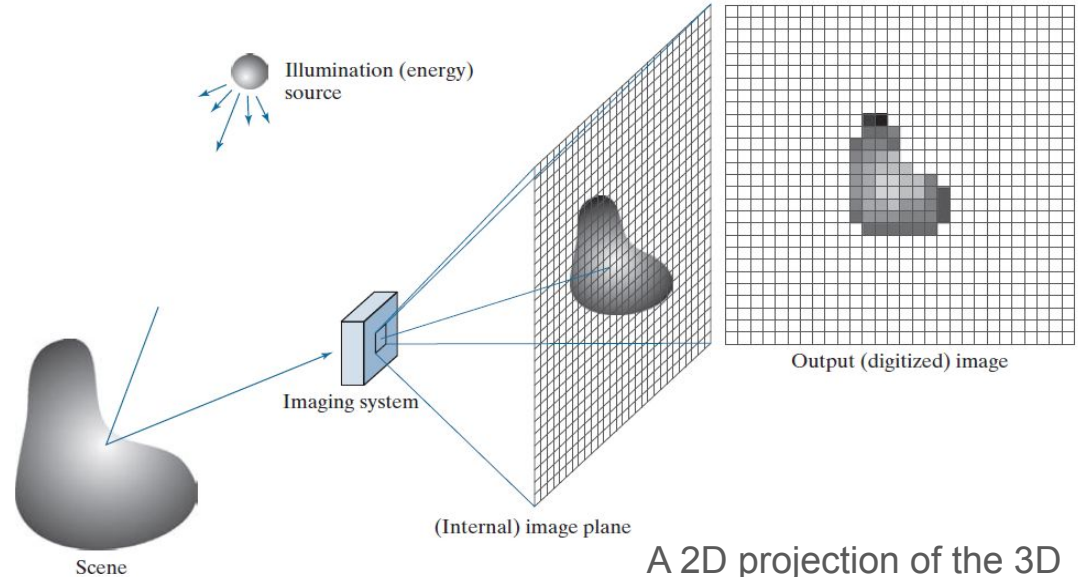 Illumination (energy)
source
Output (digitized) image
Imaging system
(Internal) image plane
Scene
A 2D projection of the 3D